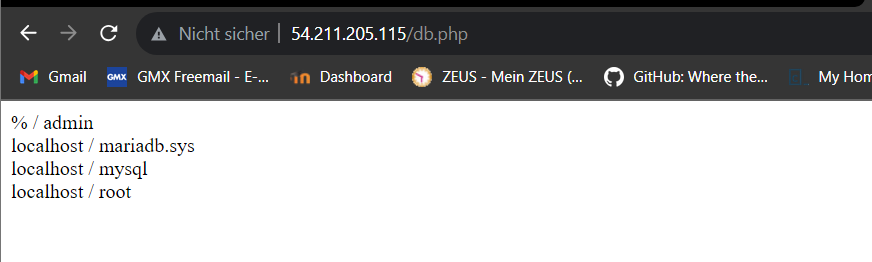 Nicht sicher 54.211.205.115/db.php
Gmail GMX GMX Freemail - E-... Dashboard ZEUS - Mein ZEUS (... GitHub: Where the... My Hom
% / admin
localhost / mariadb.sys
localhost / mysql
localhost / root